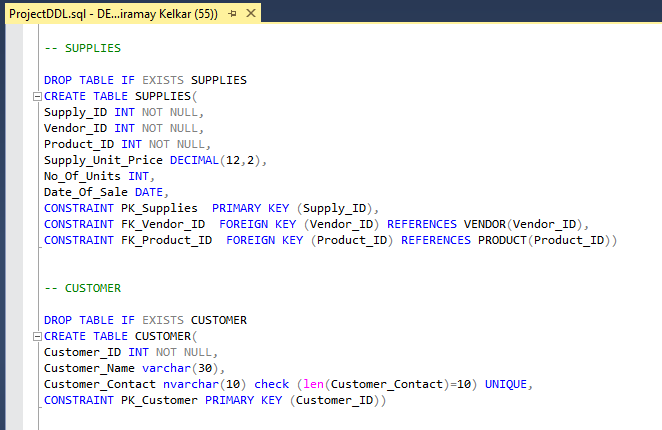 ProjectDDL.sql - DE...iramay Kelkar (55))
-- SUPPLIES
DROP TABLE IF EXISTS SUPPLIES
CREATE TABLE SUPPLIES(
Supply_ID INT NOT NULL,
Vendor_ID INT NOT NULL,
Product_ID INT NOT NULL,
Supply_Unit_Price DECIMAL(12,2),
No_Of_Units INT,
Date_Of_Sale DATE,
CONSTRAINT PK_Supplies  PRIMARY KEY (Supply_ID),
CONSTRAINT FK_Vendor_ID  FOREIGN KEY (Vendor_ID) REFERENCES VENDOR(Vendor_ID),
CONSTRAINT FK_Product_ID  FOREIGN KEY (Product_ID) REFERENCES PRODUCT(Product_ID))
-- CUSTOMER
DROP TABLE IF EXISTS CUSTOMER
CREATE TABLE CUSTOMER(
Customer_ID INT NOT NULL,
Customer_Name varchar(30),
Customer_Contact nvarchar(10) check (len(Customer_Contact)=10) UNIQUE,
CONSTRAINT PK_Customer PRIMARY KEY (Customer_ID))